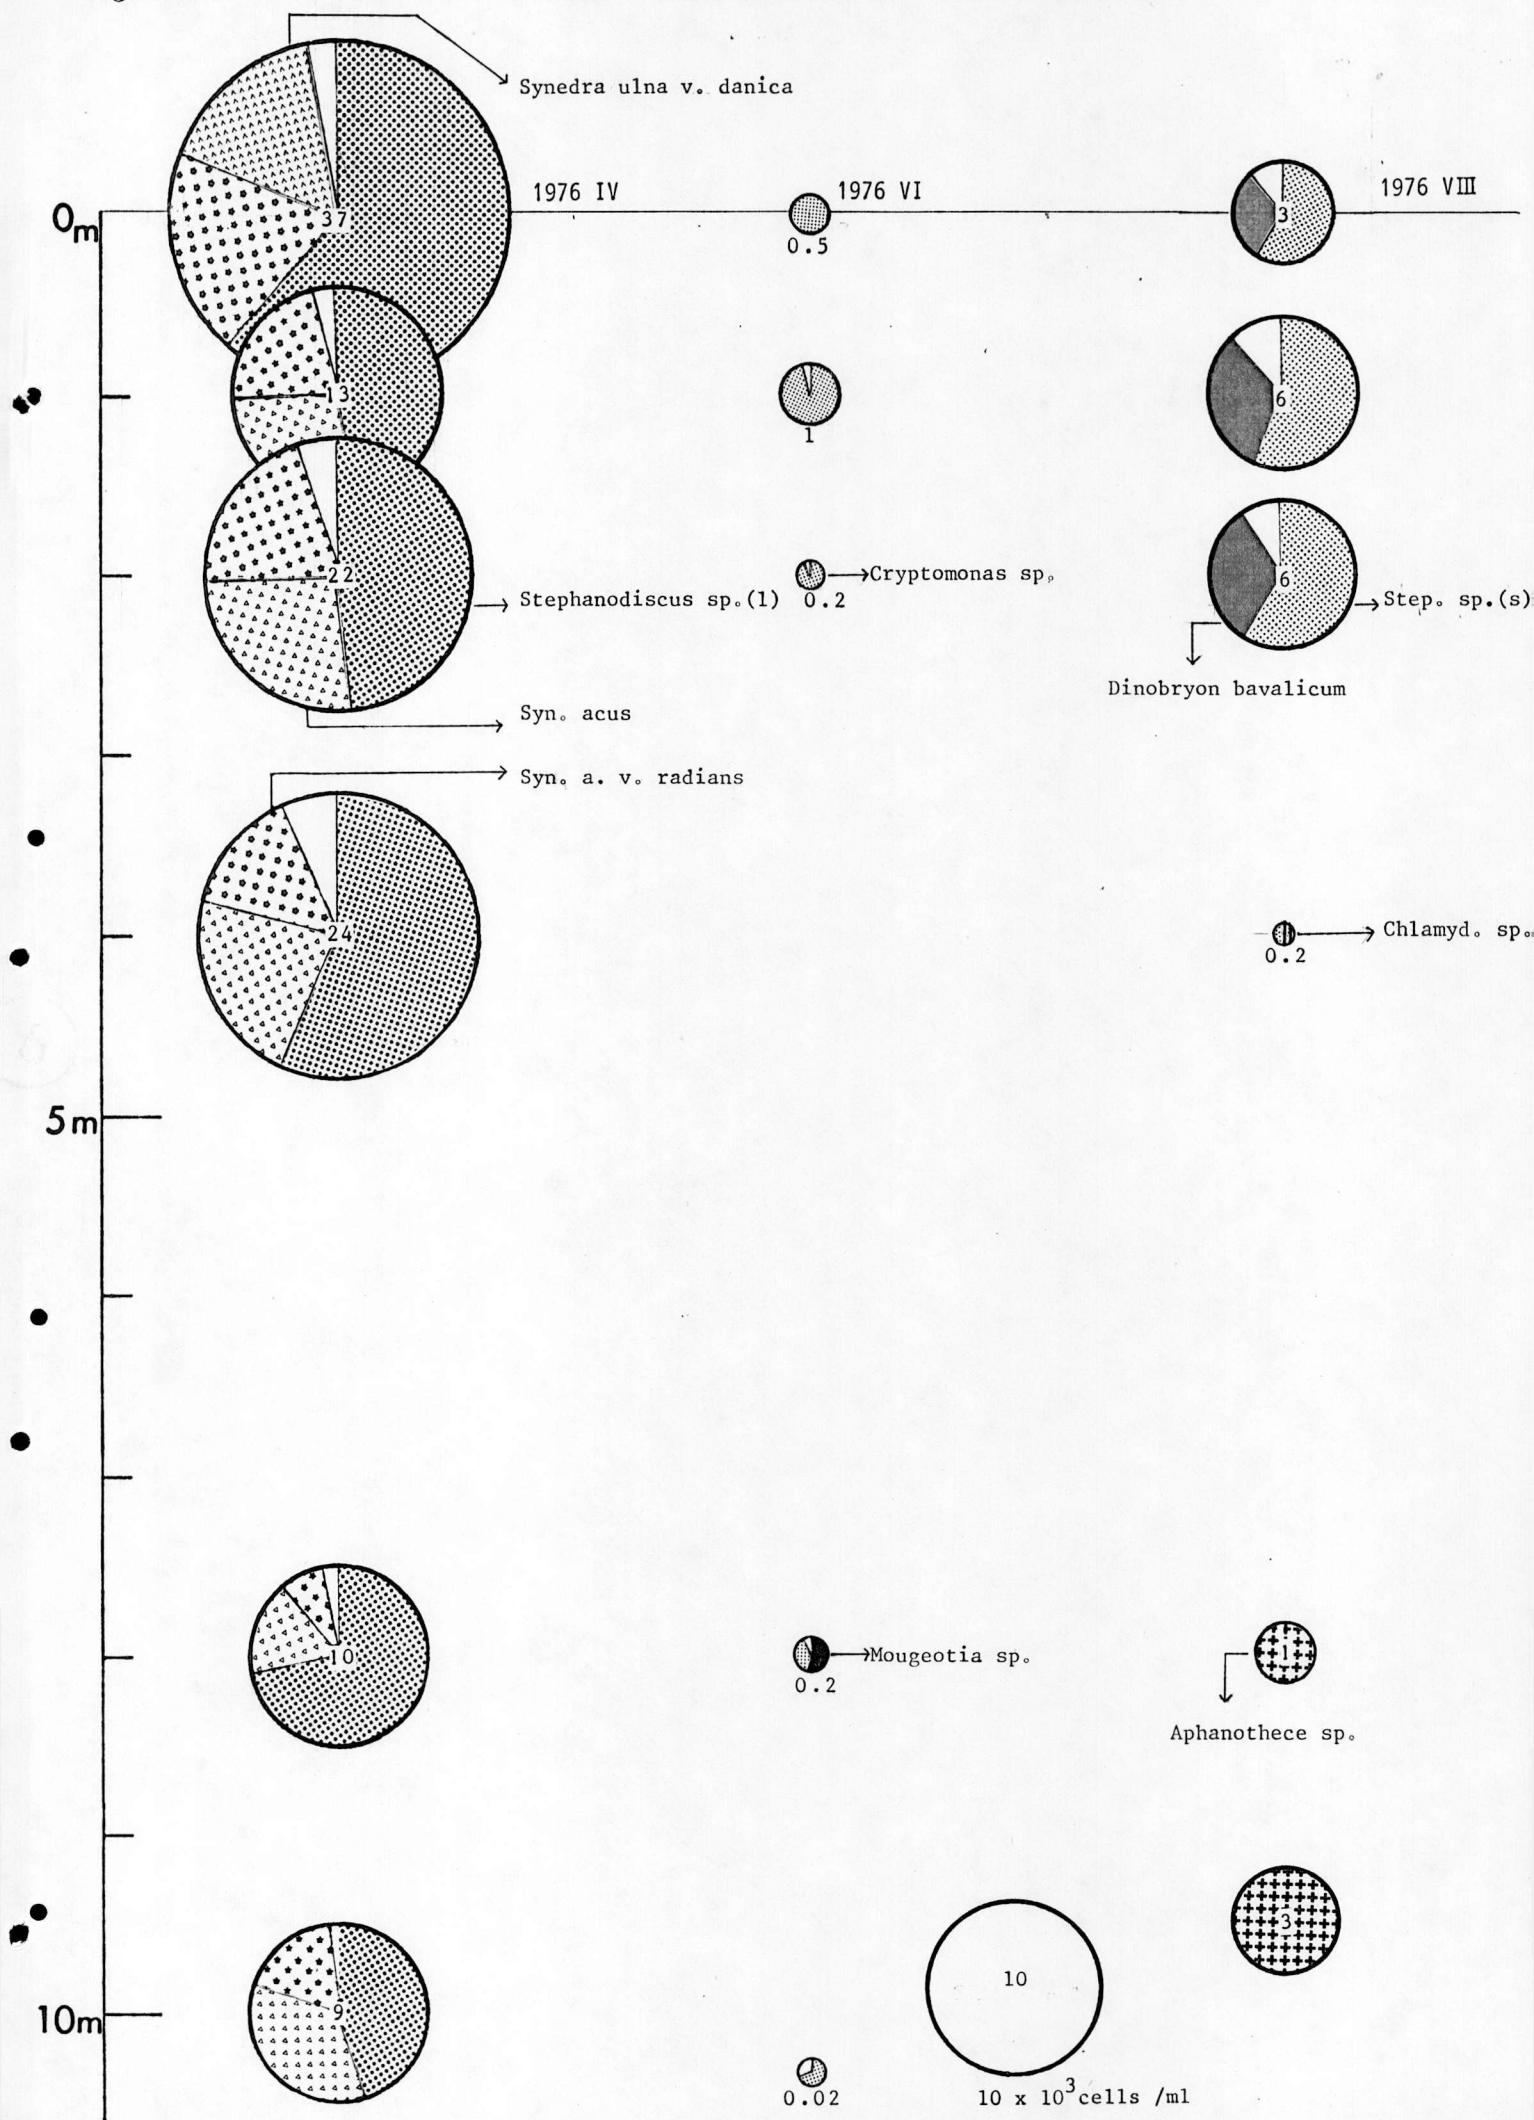 Synedra ulna v. danica
1976 IV
1976 VI
1976 VIII
0m
37
0.5
3
13
1
6
22
Stephanodiscus sp.(1)
Cryptomonas sp.
0.2
6
Step. sp.(s)
Dinobryon bavalicum
Syn. acus
Syn. a. v. radians
24
Chlamyd. sp.
0.2
5m
10
Mougeotia sp.
0.2
1
Aphanothece sp.
3
10
9
10m
0.02
10 x 10³cells /ml